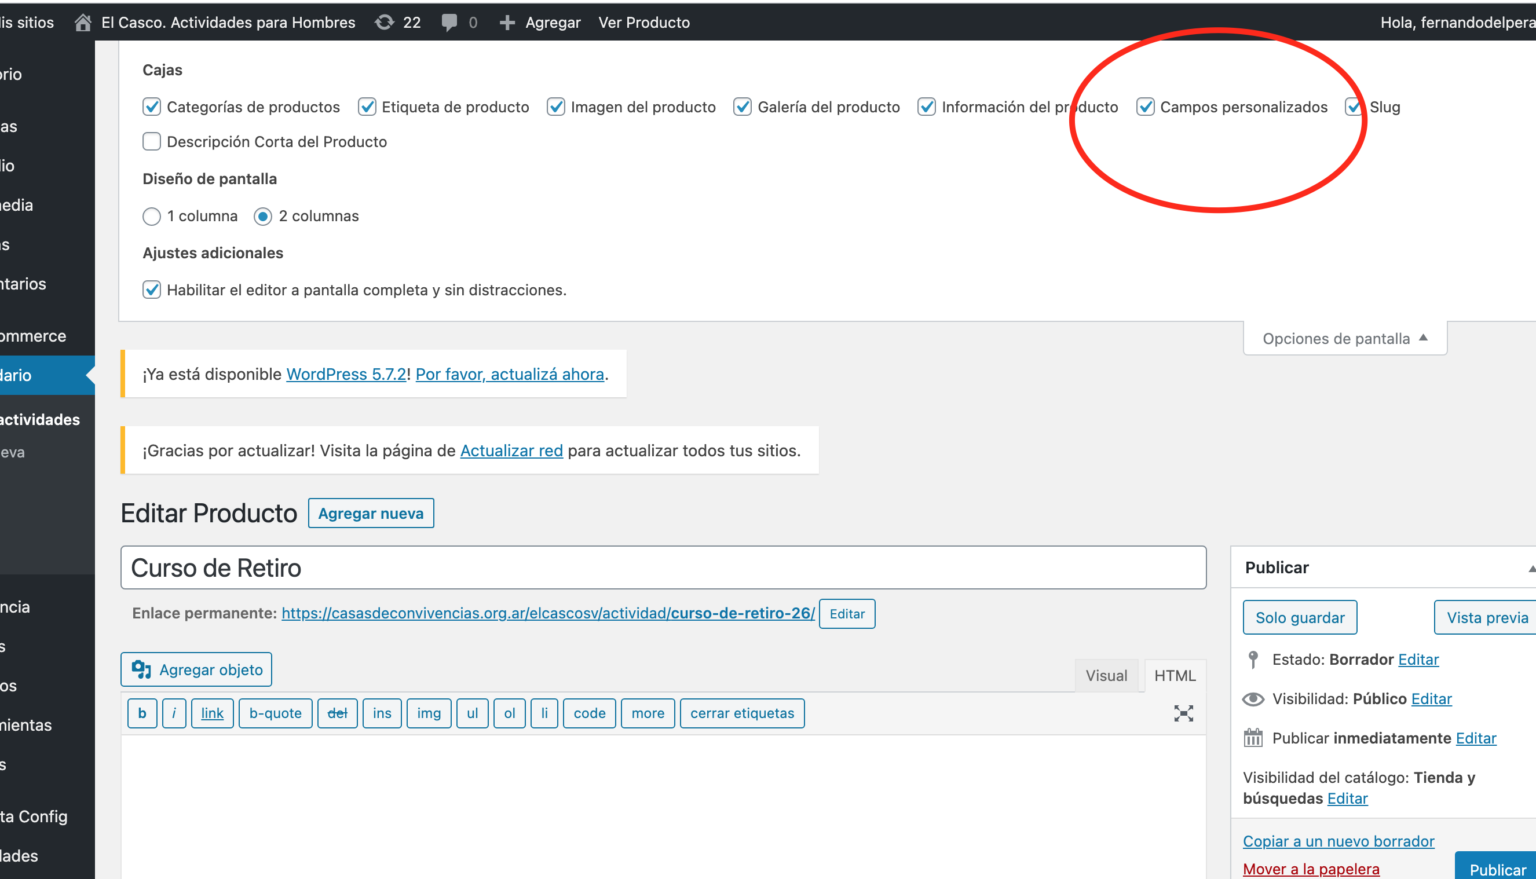 is sitios El Casco. Actividades para Hombres 22 0 Agregar Ver Producto Hola, fernandodelpera
Cajas
Categorías de productos Etiqueta de producto Imagen del producto Galería del producto Información del producto Campos personalizados Slug
Descripción Corta del Producto
Diseño de pantalla
1 columna 2 columnas
Ajustes adicionales
Habilitar el editor a pantalla completa y sin distracciones.
Opciones de pantalla
orio
as
lio
nedia
s
ntarios
ommerce
dario
actividades
eva
ncia
s
os
mientas
s
ta Config
dades
¡Ya está disponible WordPress 5.7.2! Por favor, actualizá ahora.
¡Gracias por actualizar! Visita la página de Actualizar red para actualizar todos tus sitios.
Editar Producto Agregar nueva
Curso de Retiro
Enlace permanente: https://casasdeconvivencias.org.ar/elcascosv/actividad/curso-de-retiro-26/ Editar
Agregar objeto
Visual HTML
b i link b-quote del ins img ul ol li code more cerrar etiquetas
Publicar
Solo guardar Vista previa
Estado: Borrador Editar
Visibilidad: Público Editar
Publicar inmediatamente Editar
Visibilidad del catálogo: Tienda y
búsquedas Editar
Copiar a un nuevo borrador
Mover a la papelera Publicar